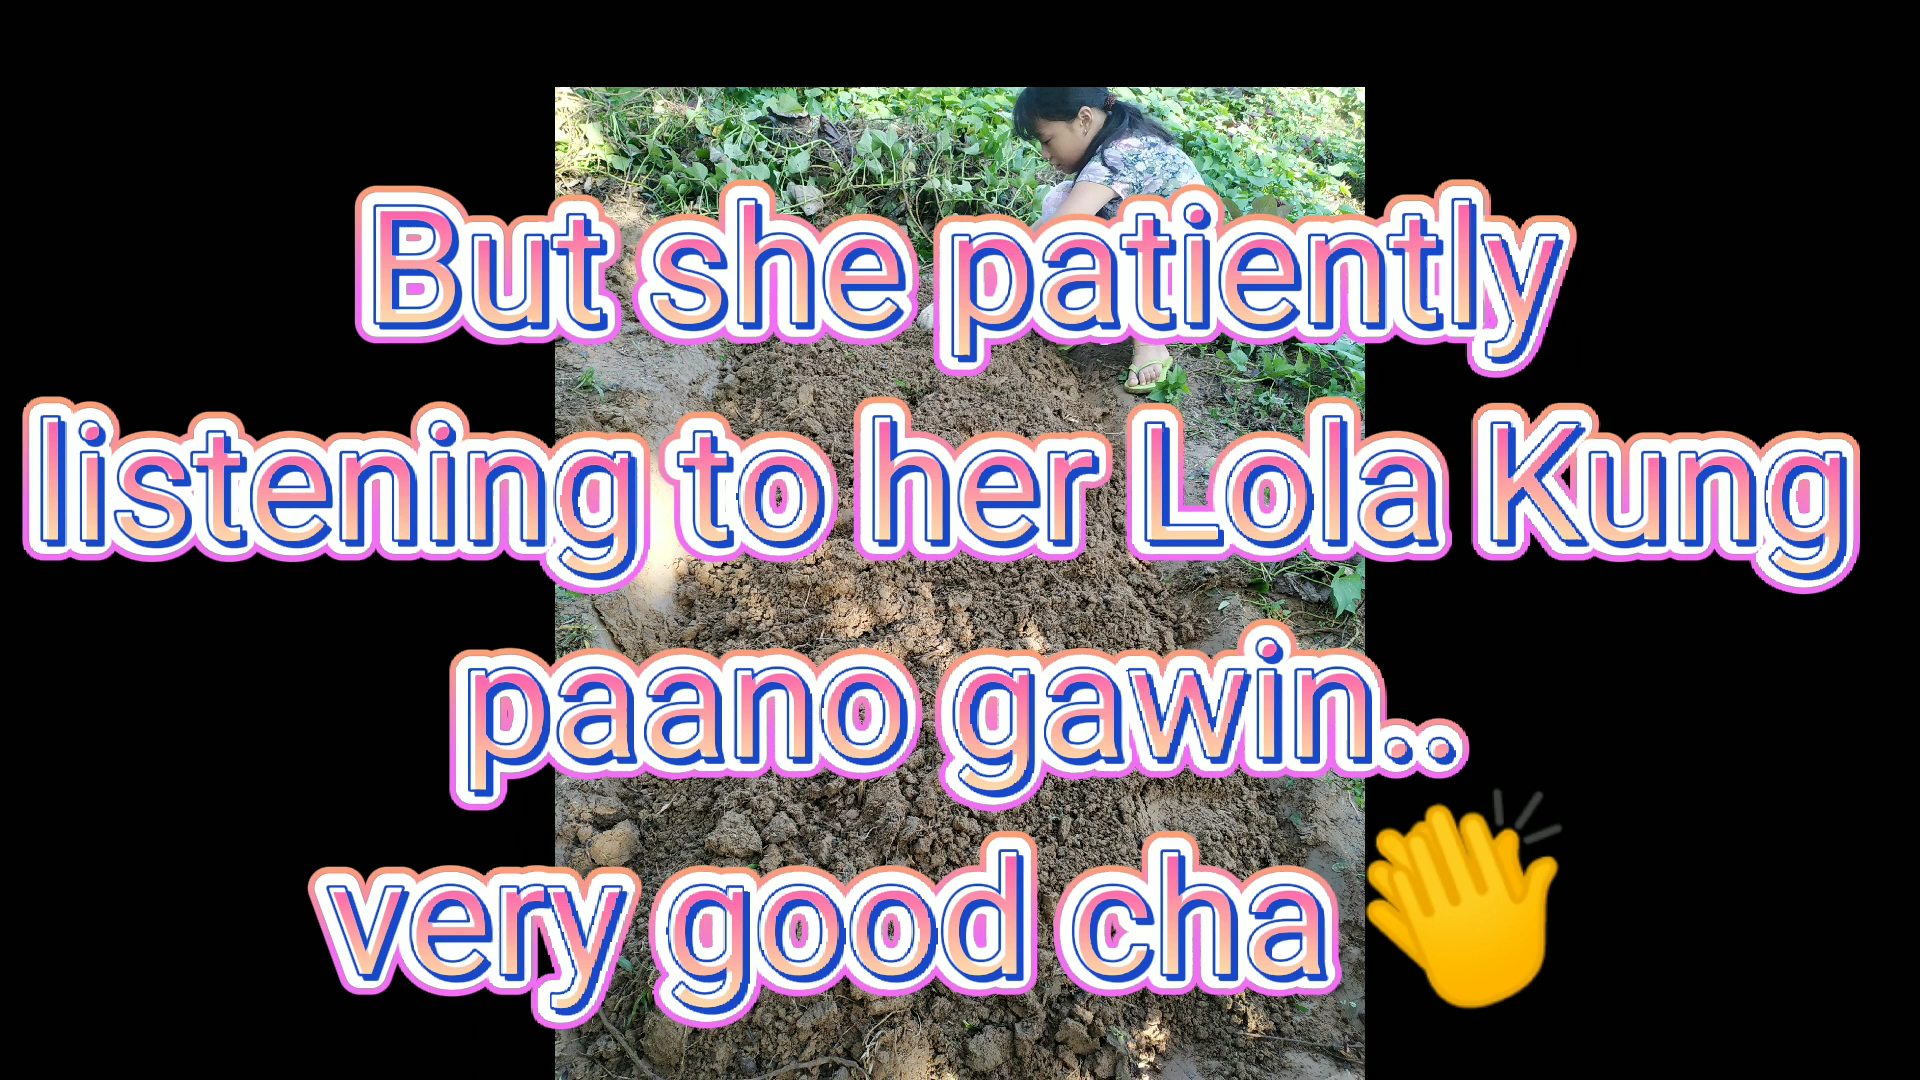 But she patiently
listening to her Lola Kung
paano gawin..
very good cha 👏